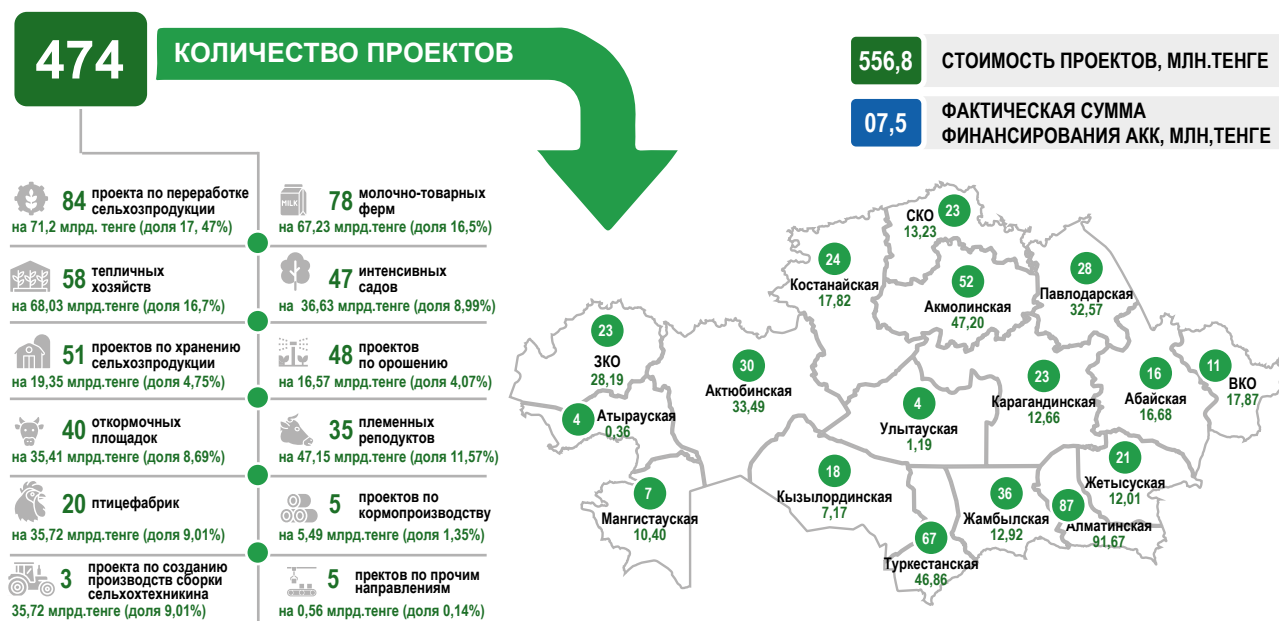 474
КОЛИЧЕСТВО ПРОЕКТОВ
556,8
СТОИМОСТЬ ПРОЕКТОВ, МЛН.ТЕНГЕ
07,5
ФАКТИЧЕСКАЯ СУММА
ФИНАНСИРОВАНИЯ АКК, МЛН,ТЕНГЕ
84 проекта по переработке
сельхозпродукции
на 71,2 млрд. тенге (доля 17, 47%)
MILK
78 молочно-товарных
ферм
на 67,23 млрд.тенге (доля 16,5%)
58 тепличных
хозяйств
на 68,03 млрд.тенге (доля 16,7%)
47 интенсивных
садов
на 36,63 млрд.тенге (доля 8,99%)
51 проектов по хранению
сельхозпродукции
на 19,35 млрд.тенге (доля 4,75%)
48 проектов
по орошению
на 16,57 млрд.тенге (доля 4,07%)
40 откормочных
площадок
на 35,41 млрд.тенге (доля 8,69%)
35 племенных
реподуктов
на 47,15 млрд.тенге (доля 11,57%)
20 птицефабрик
на 35,72 млрд.тенге (доля 9,01%)
5 проектов по
кормопроизводству
на 5,49 млрд.тенге (доля 1,35%)
3 проекта по созданию
производств сборки
сельхотехникина
35,72 млрд.тенге (доля 9,01%)
5 пректов по прочим
направлениям
на 0,56 млрд.тенге (доля 0,14%)
СКО 23
13,23
24
Костанайская
17,82
52
Акмолинская
47,20
28
Павлодарская
32,57
23
ЗКО
28,19
30
Актюбинская
33,49
4 Атырауская
0,36
4
Улытауская
1,19
23
Карагандинская
12,66
16
Абайская
16,68
11
ВКО
17,87
7
Мангистауская
10,40
18
Кызылординская
7,17
36
Жамбылская
12,92
21
Жетысуская
12,01
87
Алматинская
91,67
67
Туркестанская
46,86